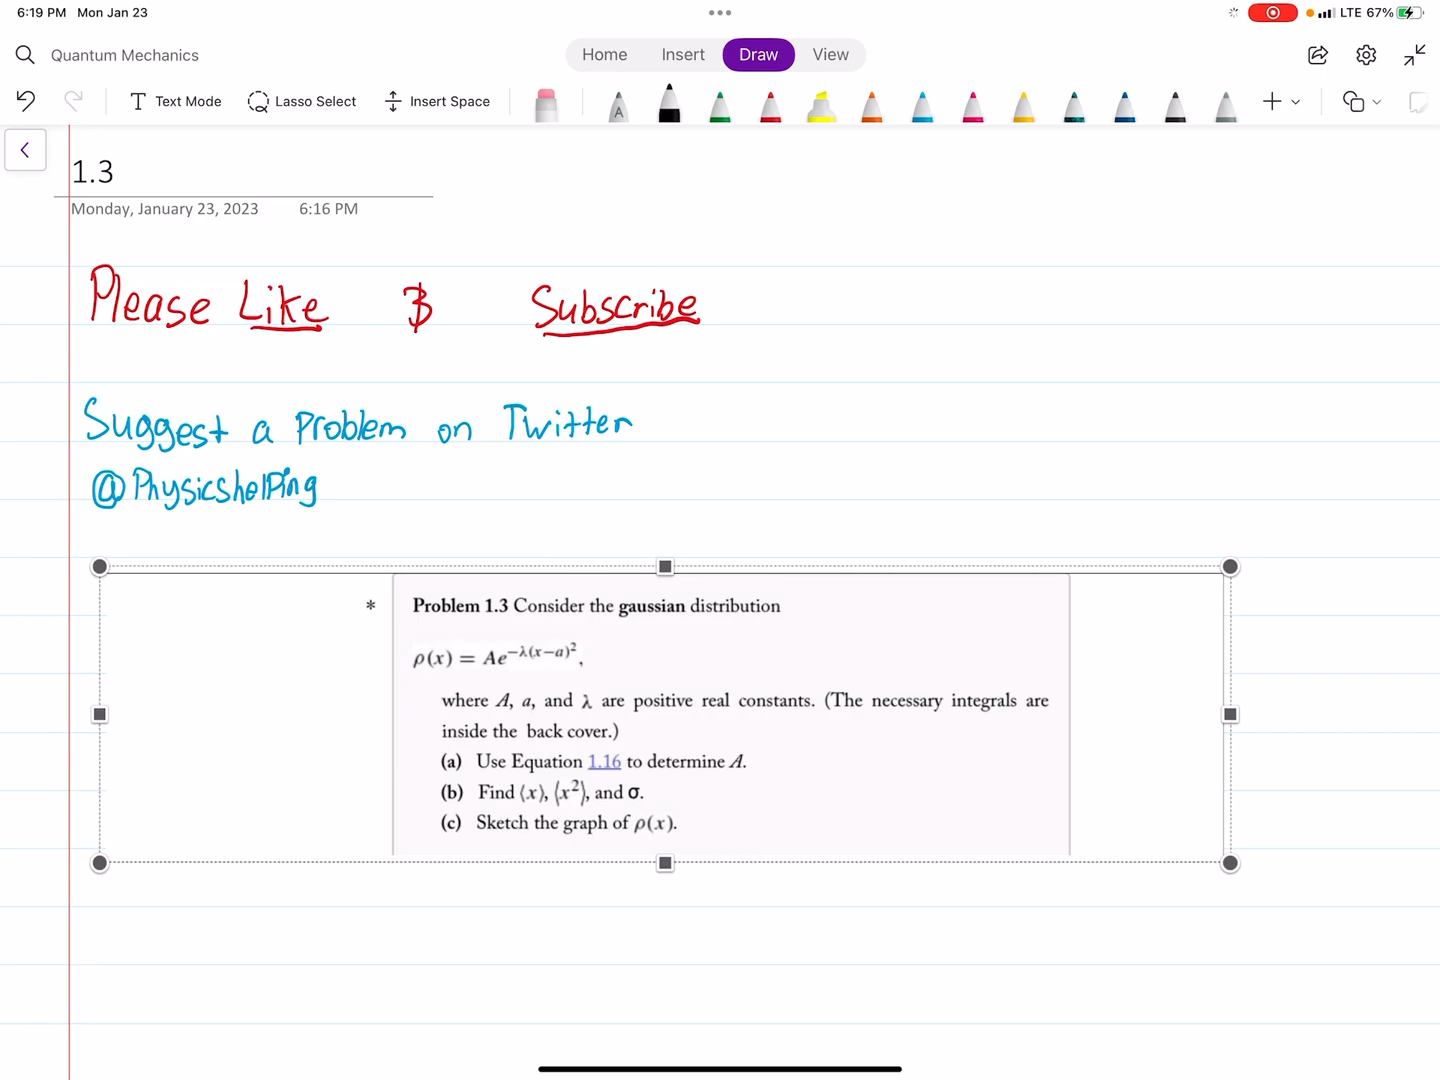 6:19 PM Mon Jan 23
LTE 67%
Quantum Mechanics
Home Insert Draw View
Text Mode Lasso Select Insert Space
A
1.3
Monday, January 23, 2023 6:16 PM
Please Like & Subscribe
Suggest a Problem on Twitter
@Physicshelping
* Problem 1.3 Consider the gaussian distribution
ρ(x) = Ae^{−λ(x−a)²},
where A, a, and λ are positive real constants. (The necessary integrals are
inside the back cover.)
(a) Use Equation 1.16 to determine A.
(b) Find ⟨x⟩, ⟨x²⟩, and σ.
(c) Sketch the graph of ρ(x).